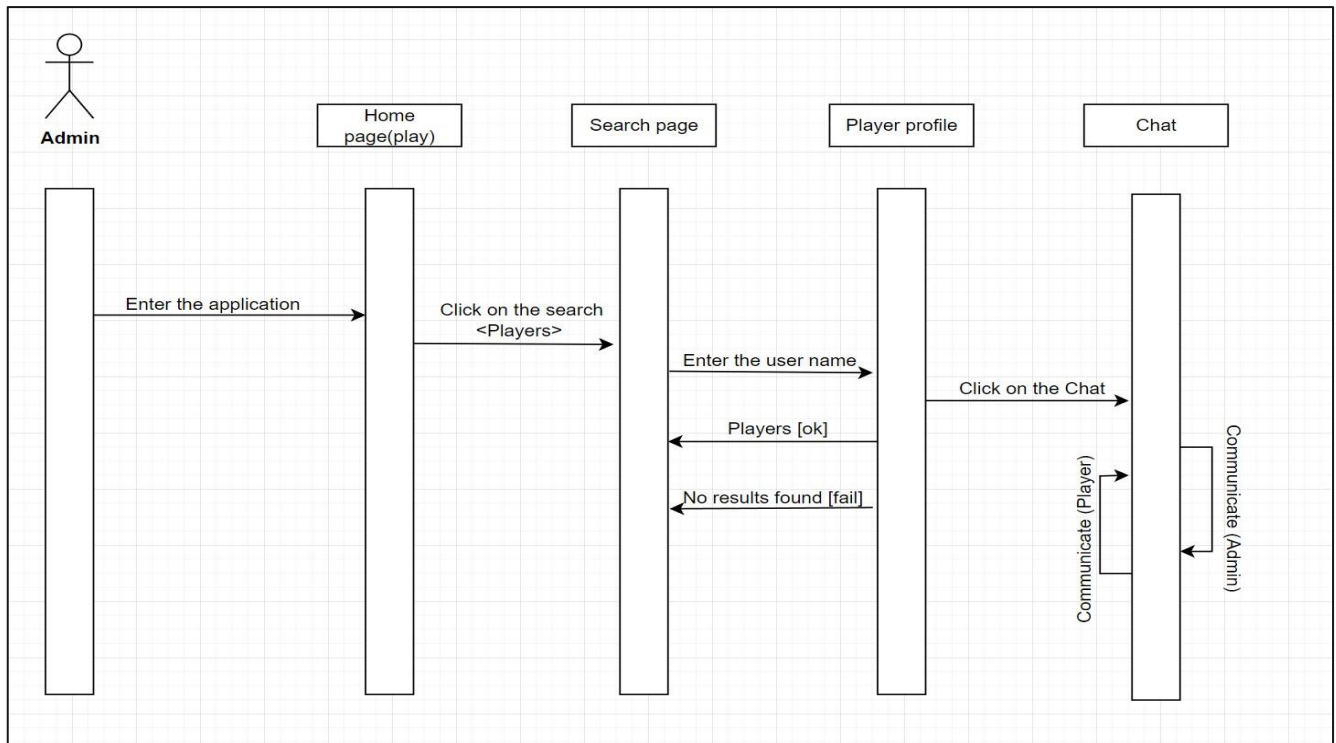 Admin
Home
page(play)
Search page
Player profile
Chat
Enter the application
Click on the search
<Players>
Enter the user name
Click on the Chat
Players [ok]
No results found [fail]
Communicate (Player)
Communicate (Admin)